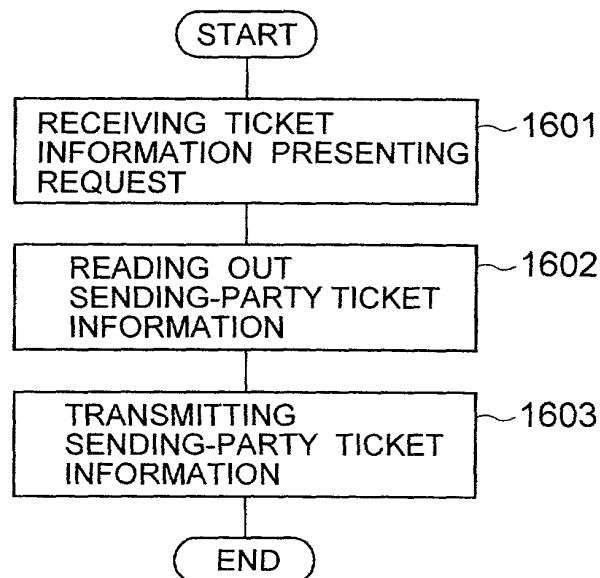 START
RECEIVING TICKET
INFORMATION PRESENTING
REQUEST
1601
READING OUT
SENDING-PARTY TICKET
INFORMATION
1602
TRANSMITTING
SENDING-PARTY TICKET
INFORMATION
1603
END